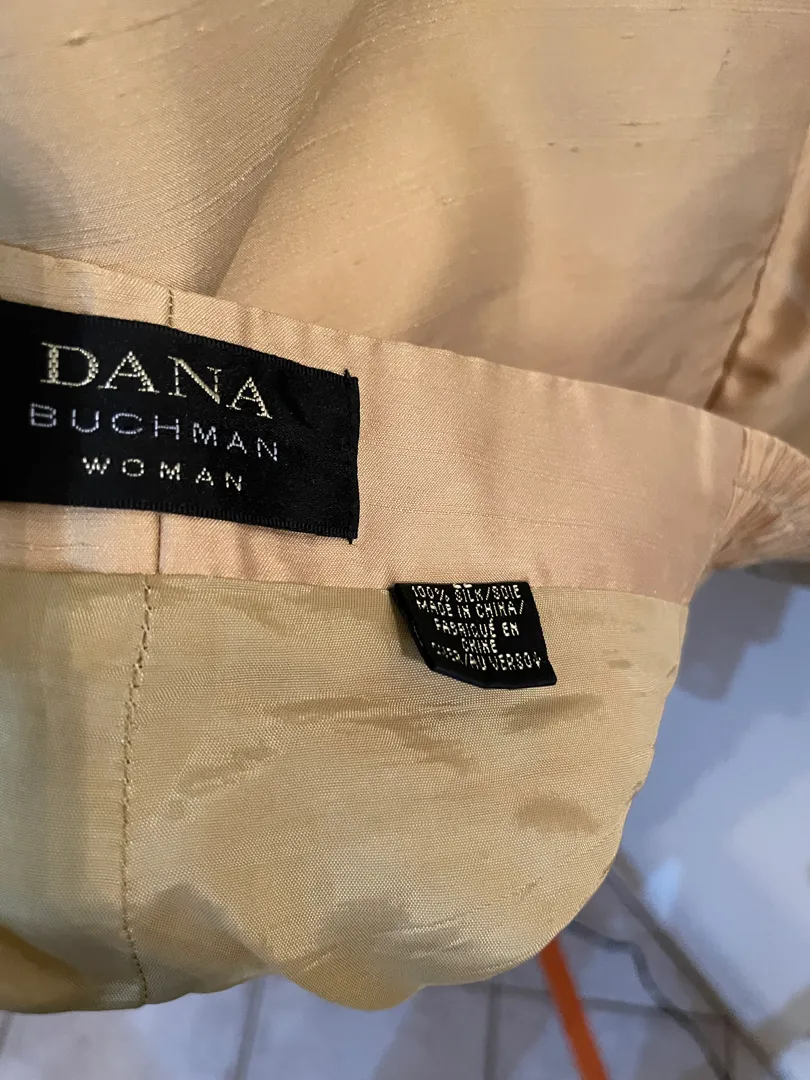 DANA
BUCHMAN
WOMAN
100% SILK/SOIE
MADE IN CHINA/
FABRIQUÉ EN
CHINE
/AU VERSO